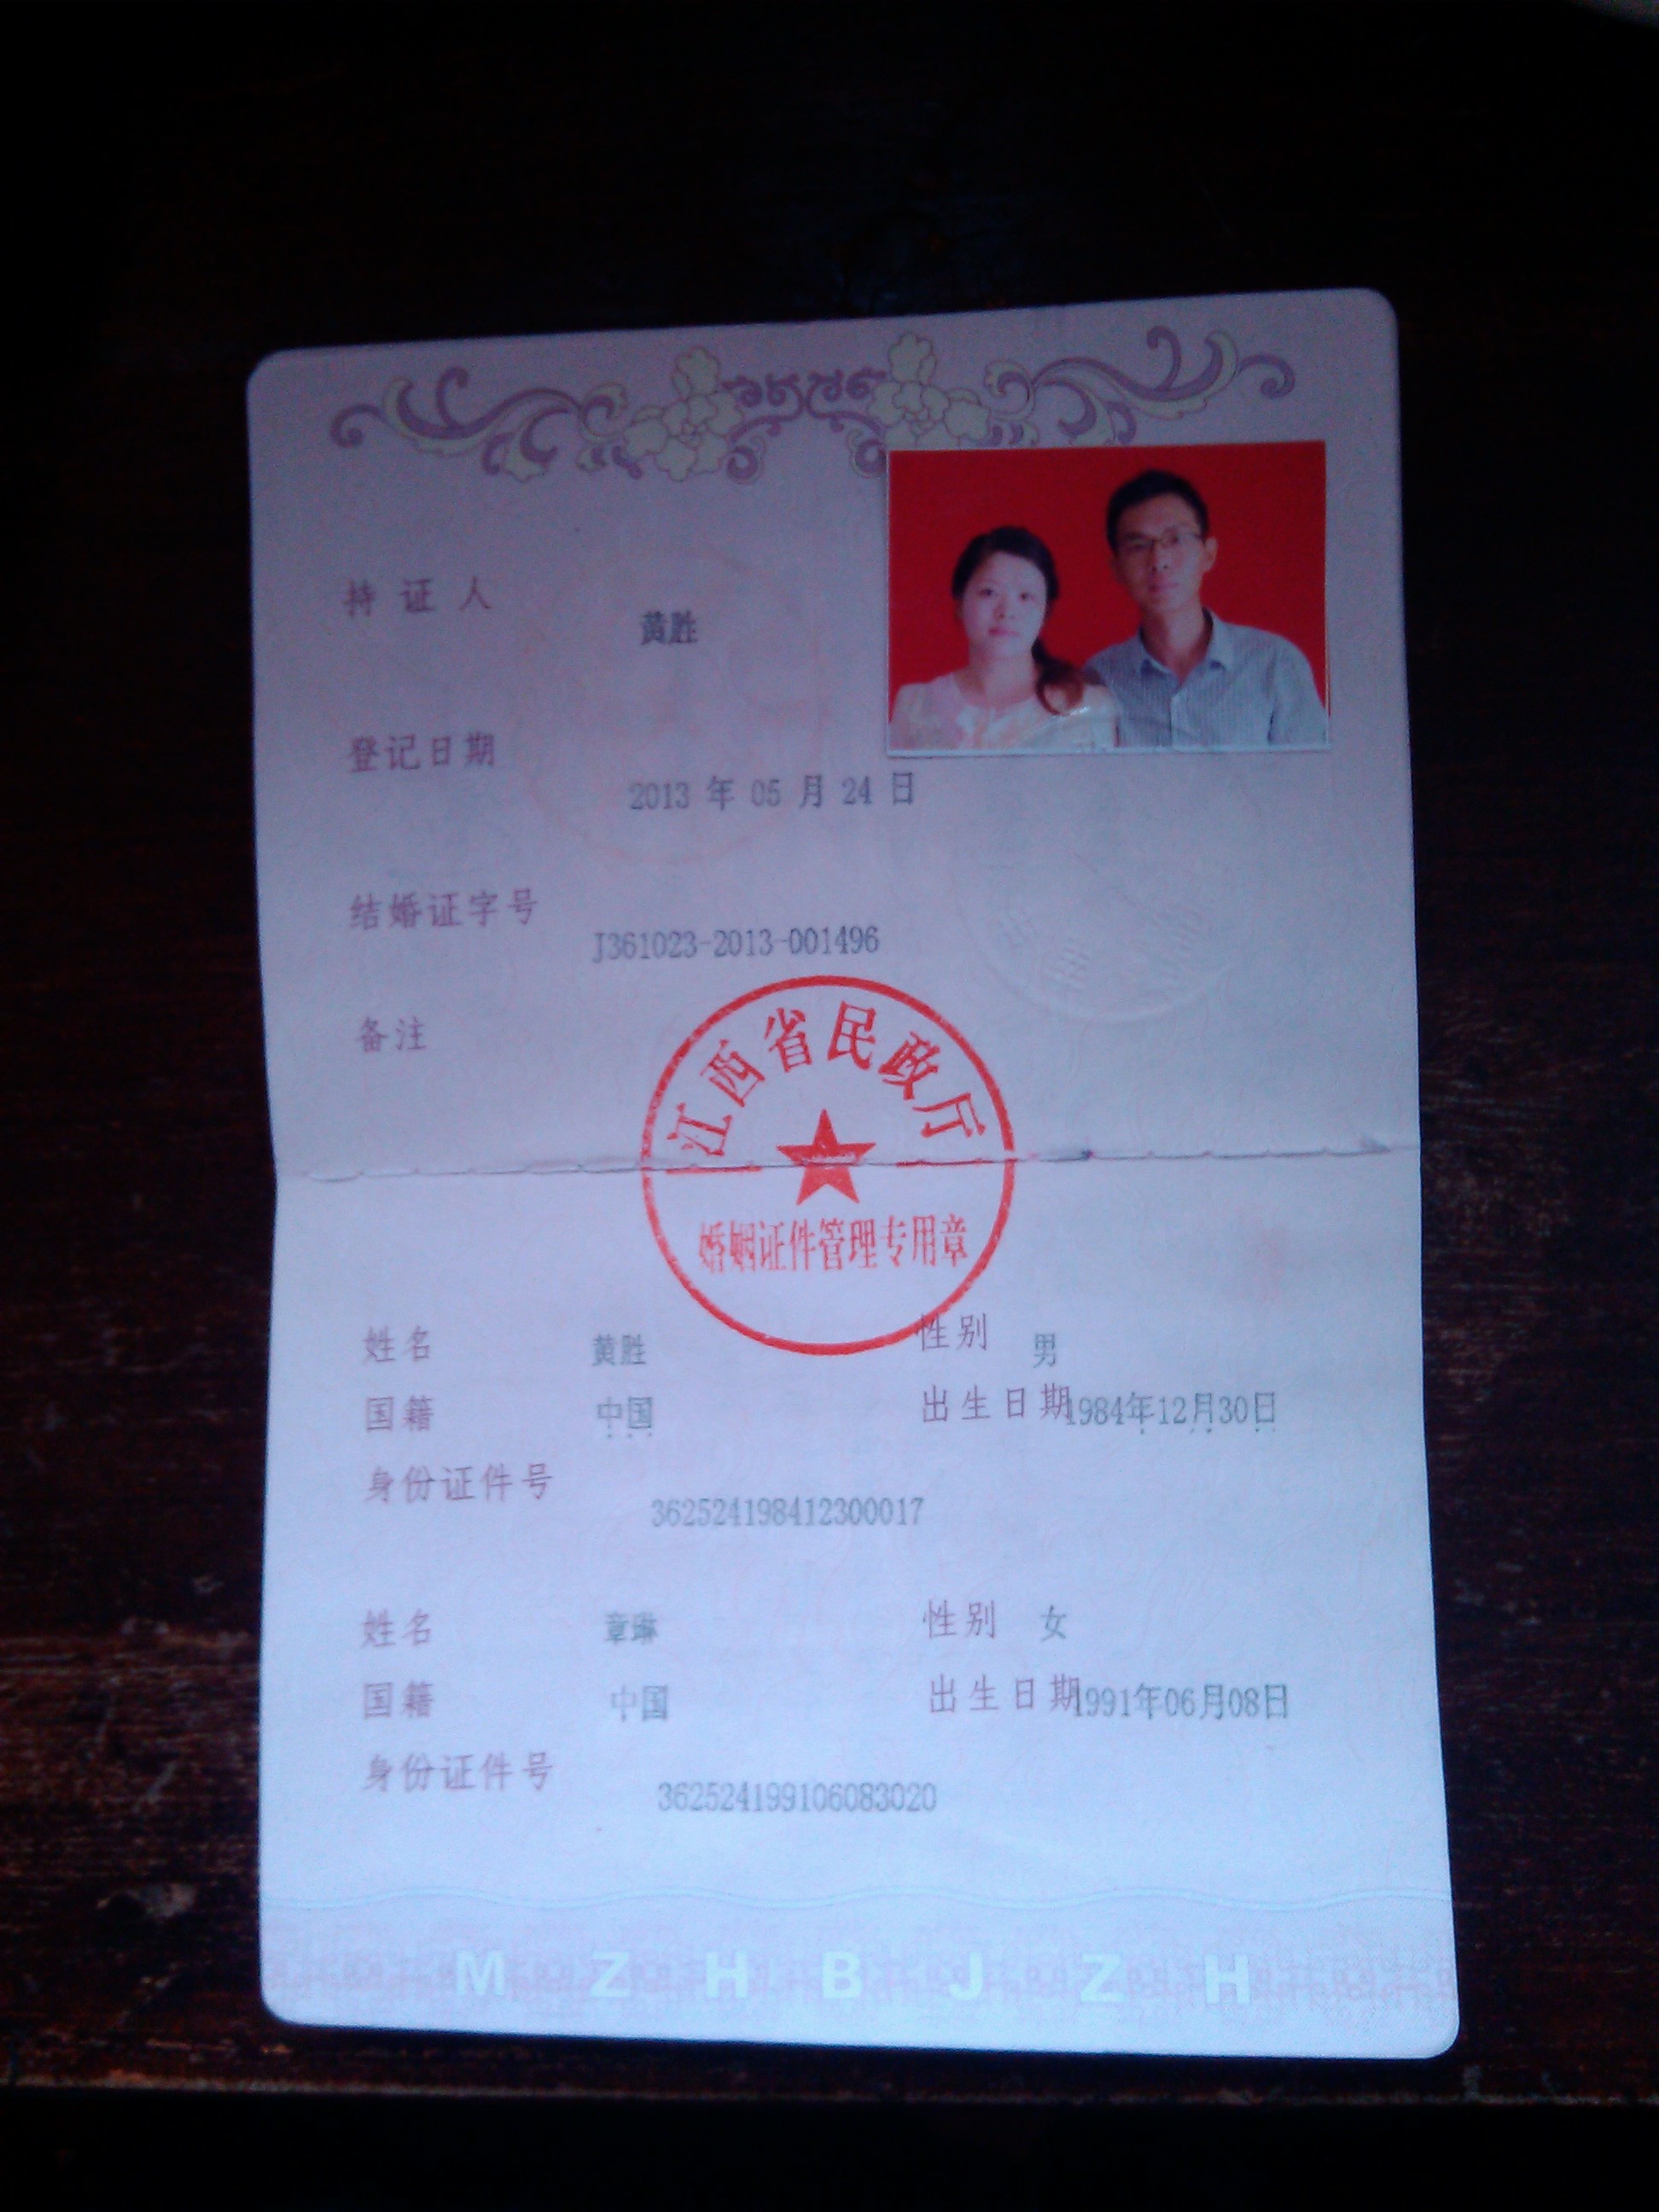 持证人 黄胜
登记日期 2013 年 05 月 24 日
结婚证字号 J361023-2013-001496
备注
江西省民政厅
婚姻证件管理专用章
姓名 黄胜 性别 男
国籍 中国 出生日期 1984年12月30日
身份证件号 362524198412300017
姓名 章琳 性别 女
国籍 中国 出生日期 1991年06月08日
身份证件号 362524199106083020
M Z H B J Z H